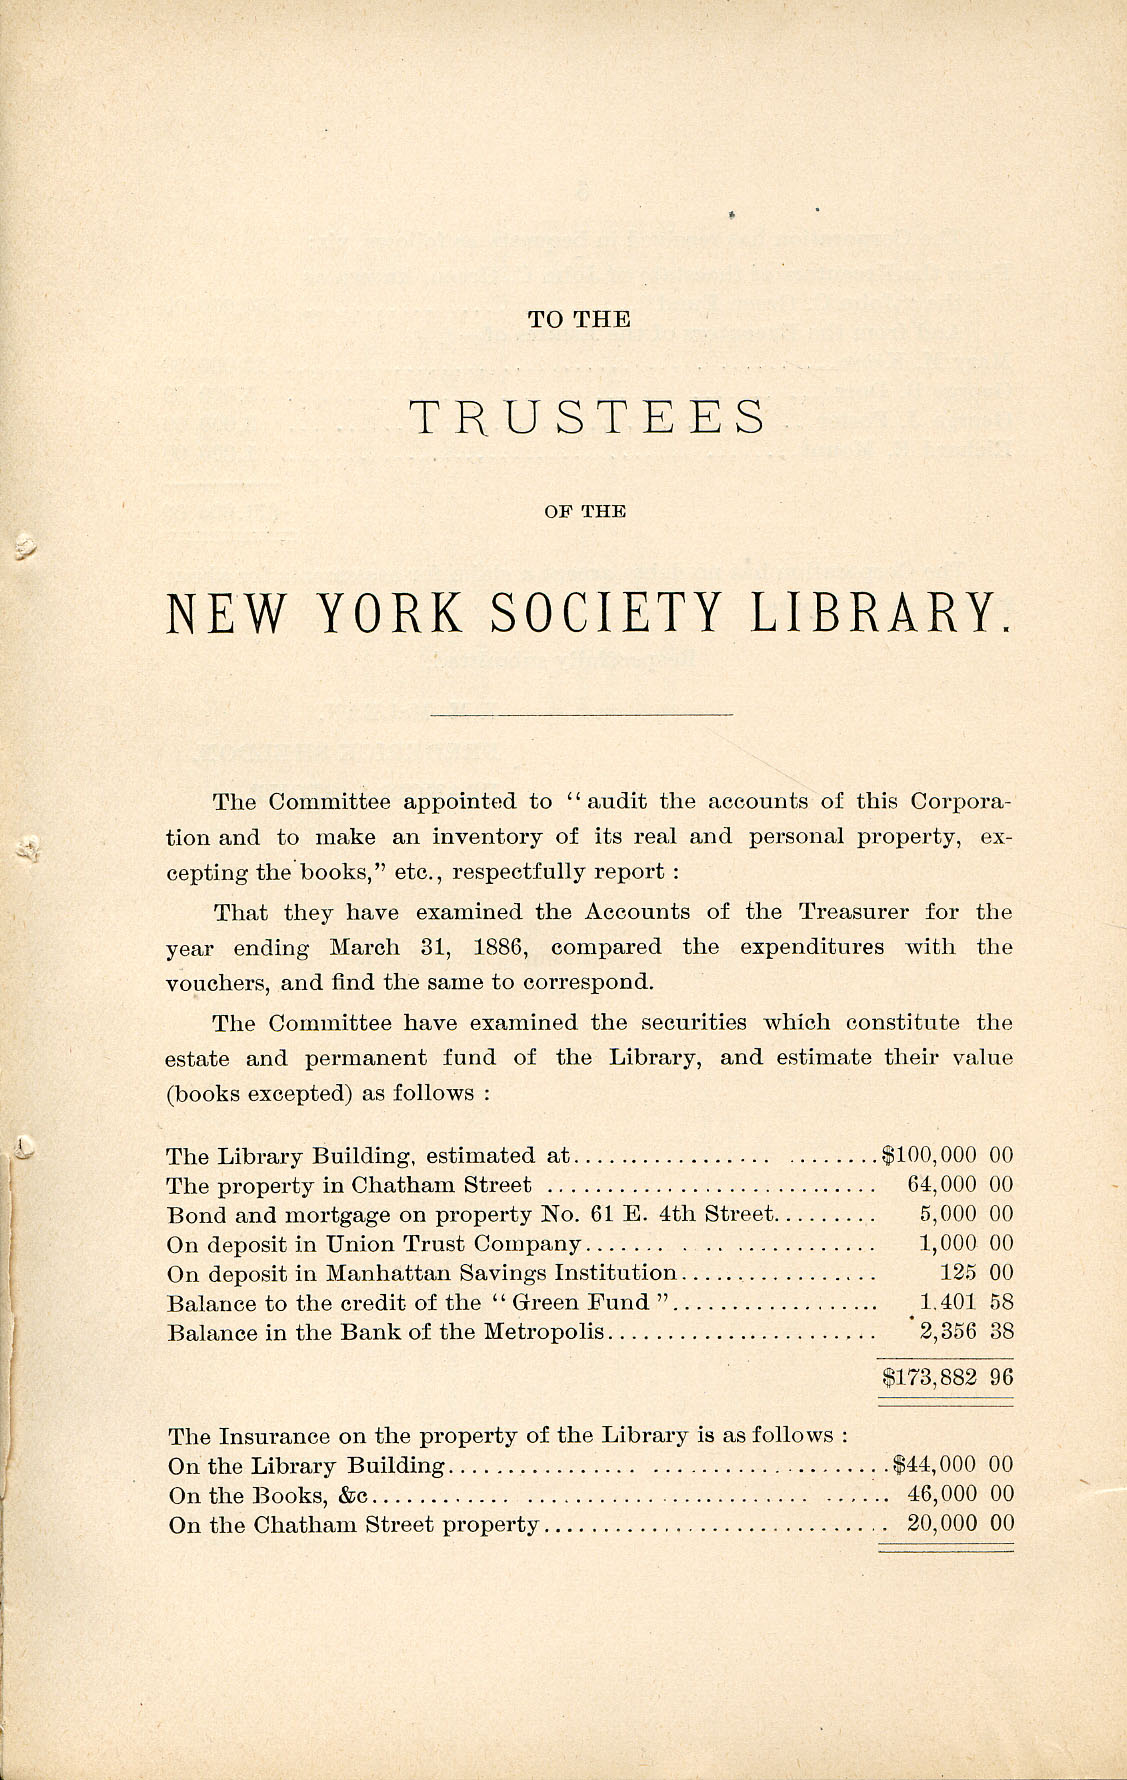 TO THE
TRUSTEES
OF THE
NEW YORK SOCIETY LIBRARY.
The Committee appointed to “ audit the accounts of this Corpora-
tion and to make an inventory of its real and personal property, ex-
cepting the books,” etc., respectfully report :
That they have examined the Accounts of the Treasurer for the
year ending March 31, 1886, compared the expenditures with the
vouchers, and find the same to correspond.
The Committee have examined the securities which constitute the
estate and permanent fund of the Library, and estimate their value
(books excepted) as follows :
The Library Building, estimated at......................... $100,000 00
The property in Chatham Street ........................... 64,000 00
Bond and mortgage on property No. 61 E. 4th Street......... 5,000 00
On deposit in Union Trust Company...................... 1,000 00
On deposit in Manhattan Savings Institution................. 125 00
Balance to the credit of the “ Green Fund ”.................. 1.401 58
Balance in the Bank of the Metropolis....................... 2,356 38
$173,882 96
The Insurance on the property of the Library is as follows :
On the Library Building.................................... $44,000 00
On the Books, &c......................................... 46,000 00
On the Chatham Street property............................. 20,000 00